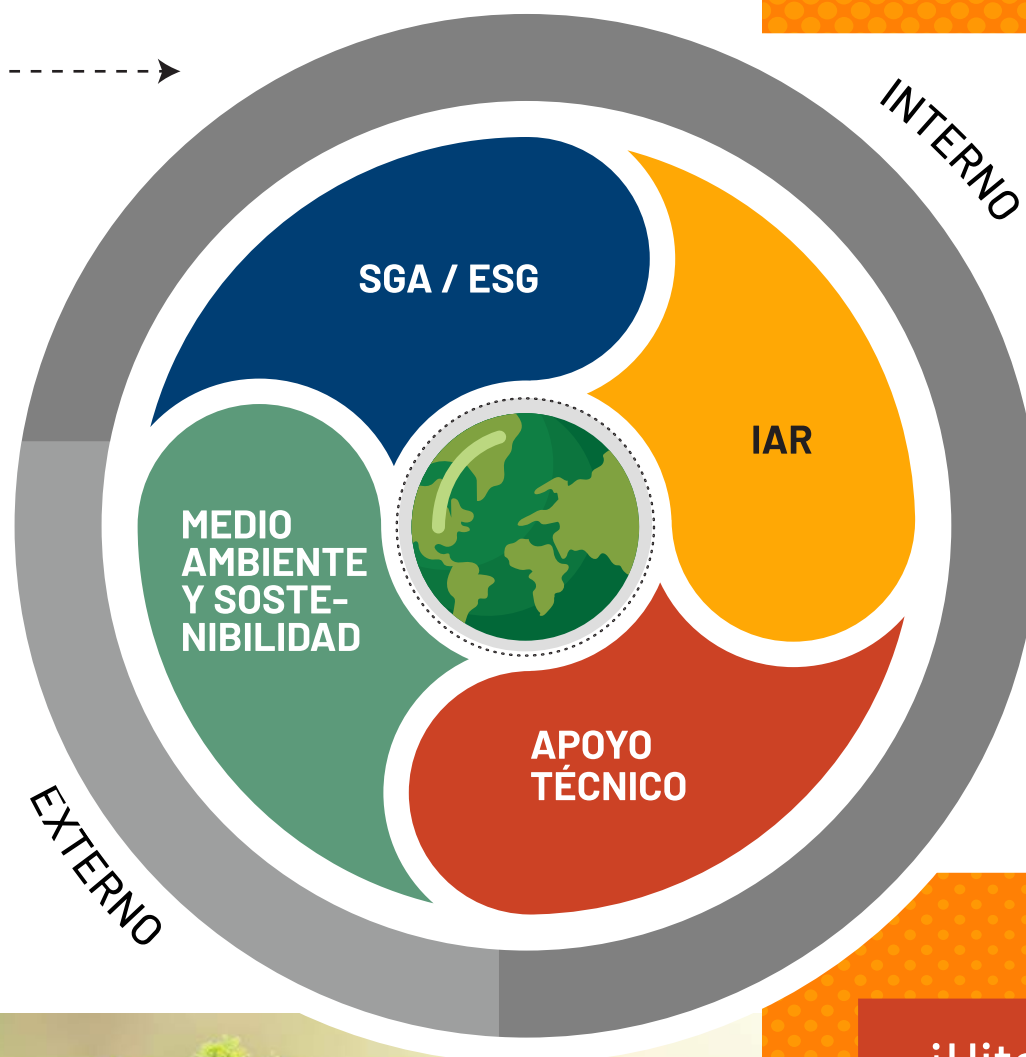 INTERNO
SGA / ESG
IAR
MEDIO
AMBIENTE
Y SOSTE-
NIBILIDAD
APOYO
TÉCNICO
EXTERNO